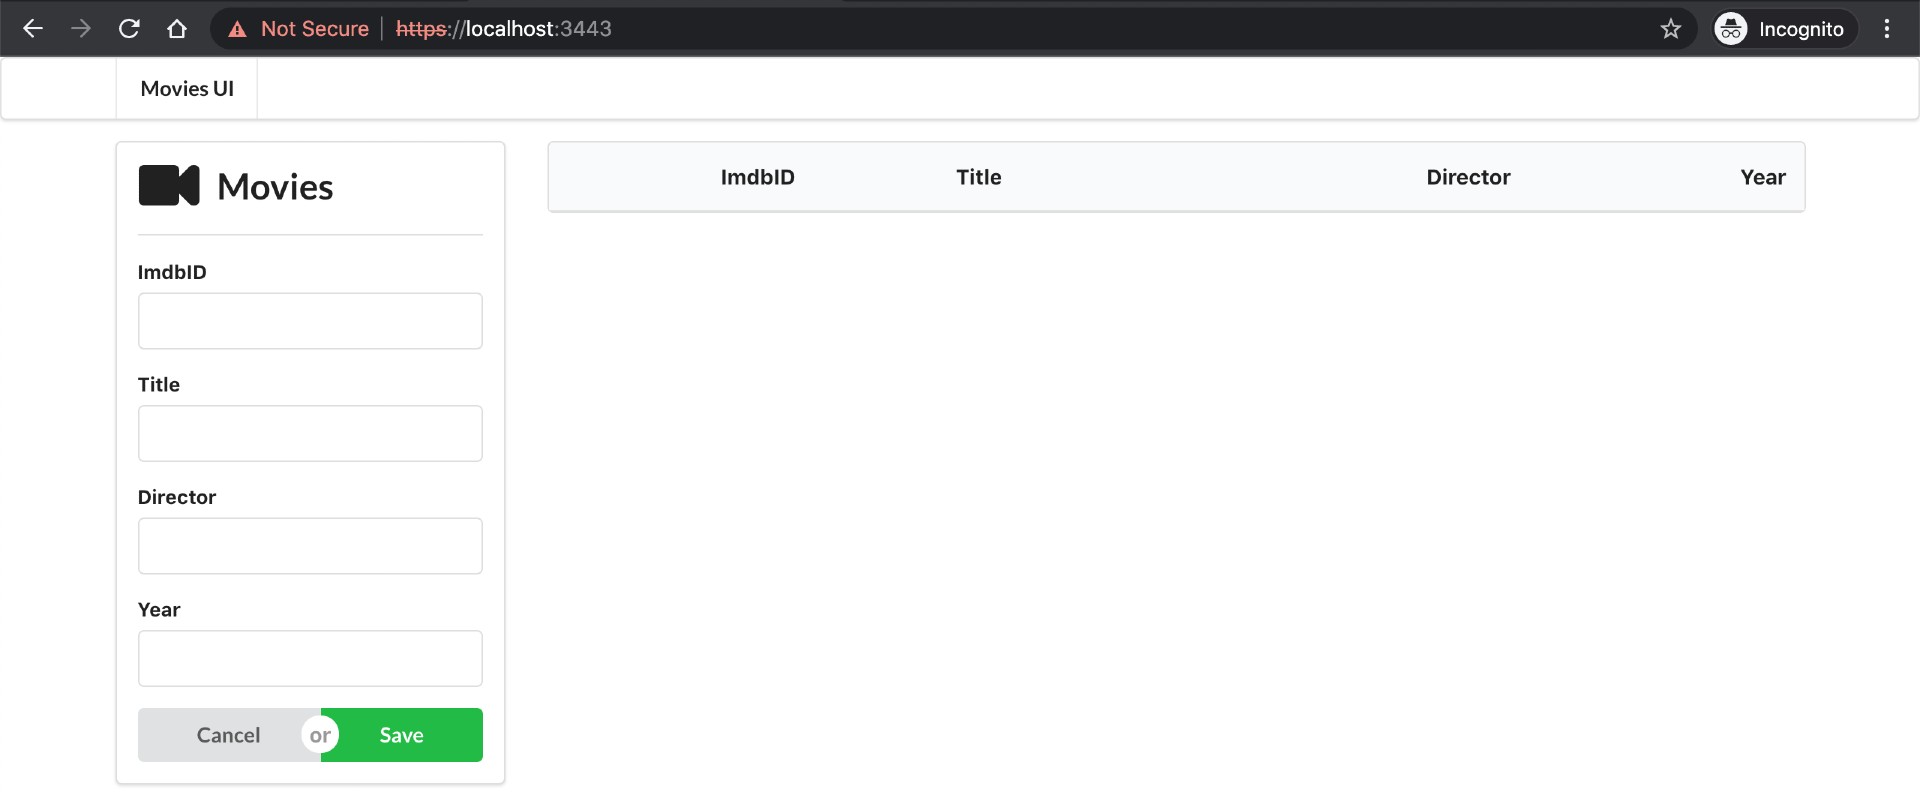 Not Secure | https://localhost:3443
Incognito
Movies UI
Movies
ImdbID
Title
Director
Year
Cancel or Save
ImdbID Title Director Year